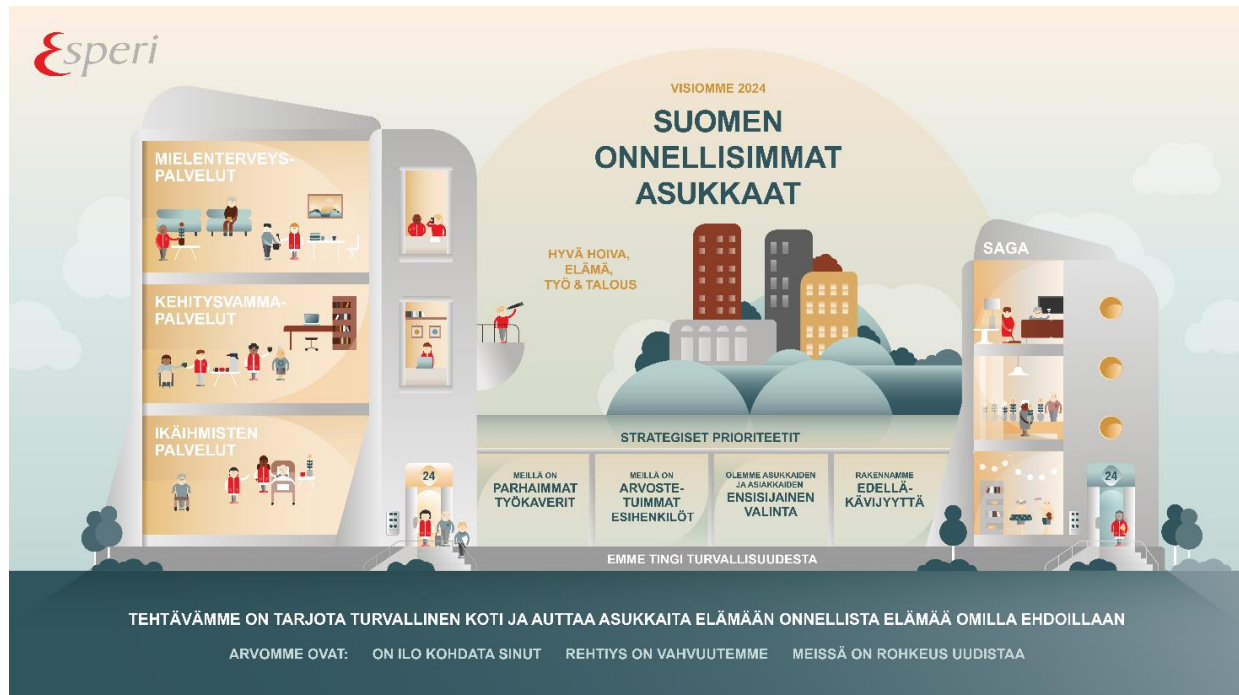 Esperi
VISIOMME 2024
SUOMEN
ONNELLISIMMAT
ASUKKAAT
HYVÄ HOIVA,
ELÄMÄ,
TYÖ & TALOUS
MIELENTERVEYS-
PALVELUT
KEHITYSVAMMA-
PALVELUT
IKÄIHMISTEN
PALVELUT
24
SAGA
24
STRATEGISET PRIORITEETIT
MEILLÄ ON
PARHAIMMAT
TYÖKAVERIT
MEILLÄ ON
ARVOSTE-
TUIMMAT
ESIHENKILÖT
OLEMME ASUKKAIDEN
JA ASIAKKAIDEN
ENSISIJAINEN
VALINTA
RAKENNAMME
EDELLÄ-
KÄVIJYYTTÄ
EMME TINGI TURVALLISUUDESTA
TEHTÄVÄMME ON TARJOTA TURVALLINEN KOTI JA AUTTAA ASUKKAITA ELÄMÄÄN ONNELLISTA ELÄMÄÄ OMILLA EHDOILLAAN
ARVOMME OVAT: ON ILO KOHDATA SINUT REHTIYS ON VAHVUUTEMME MEISSÄ ON ROHKEUS UUDISTAA